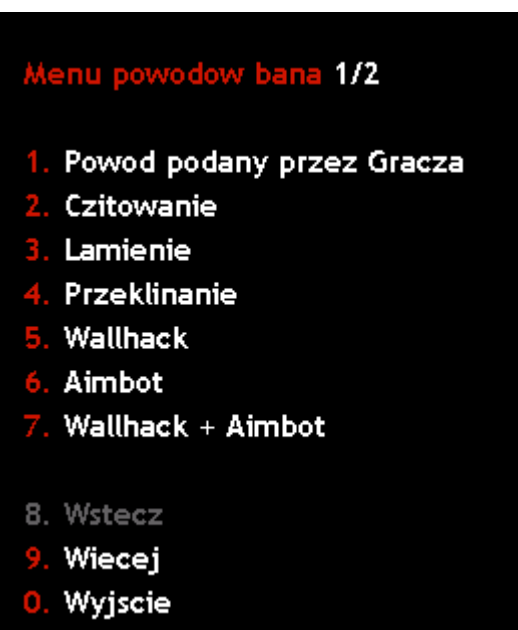 Menu powodow bana 1/2
1. Powod podany przez Gracza
2. Czitowanie
3. Lamienie
4. Przeklinanie
5. Wallhack
6. Aimbot
7. Wallhack + Aimbot
8. Wstecz
9. Wiecej
0. Wyjscie